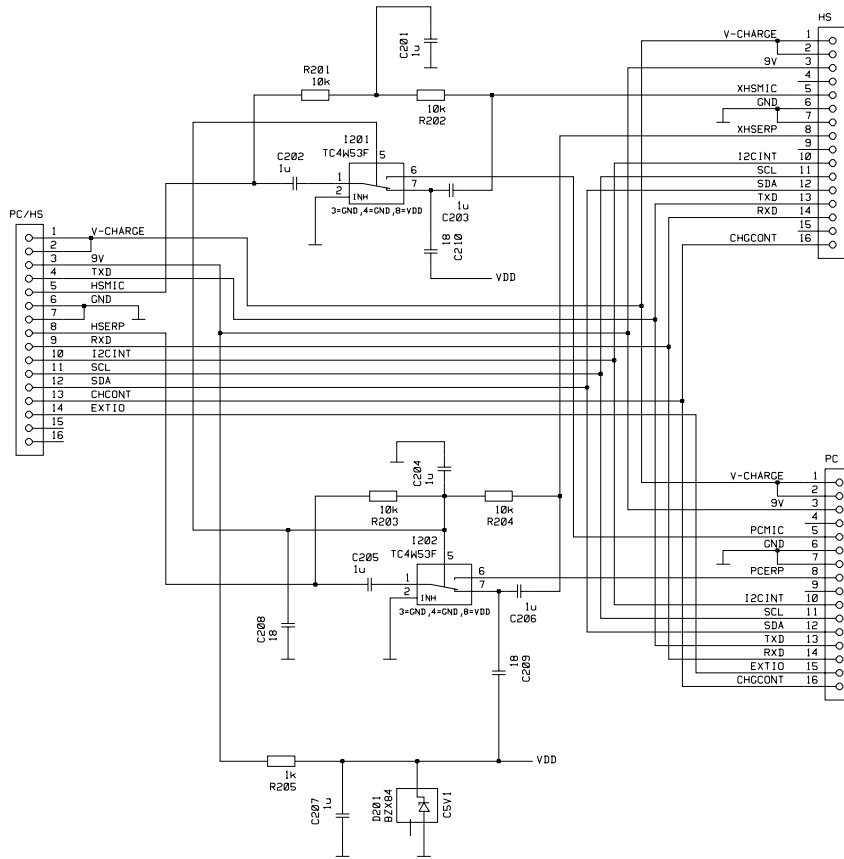 HS
V-CHARGE 1
2
9V 3
4
XHSMIC 5
GND 6
7
XHSERP 8
9
I2CINT 10
SCL 11
SDA 12
TXD 13
RXD 14
15
CHGCONT 16
C201
1u
R201
10k
10k
R202
I201
TC4W53F
5
C202
1u
1
2
INH
6
7
3=GND,4=GND,8=VDD
1u
C203
18
C210
VDD
PC/HS
1 V-CHARGE
2
3 9V
4 TXD
5 HSMIC
6 GND
7
8 HSERP
9 RXD
10 I2CINT
11 SCL
12 SDA
13 CHCONT
14 EXTIO
15
16
C204
1u
10k
R203
10k
R204
I202
TC4W53F
5
C205
1u
1
2
INH
6
7
3=GND,4=GND,8=VDD
1u
C206
C208
18
18
C209
PC
V-CHARGE 1
2
9V 3
4
PCMIC 5
GND 6
7
PCERP 8
9
I2CINT 10
SCL 11
SDA 12
TXD 13
RXD 14
EXTIO 15
CHGCONT 16
VDD
1k
R205
C207
1u
D201
BZX84
C5V1